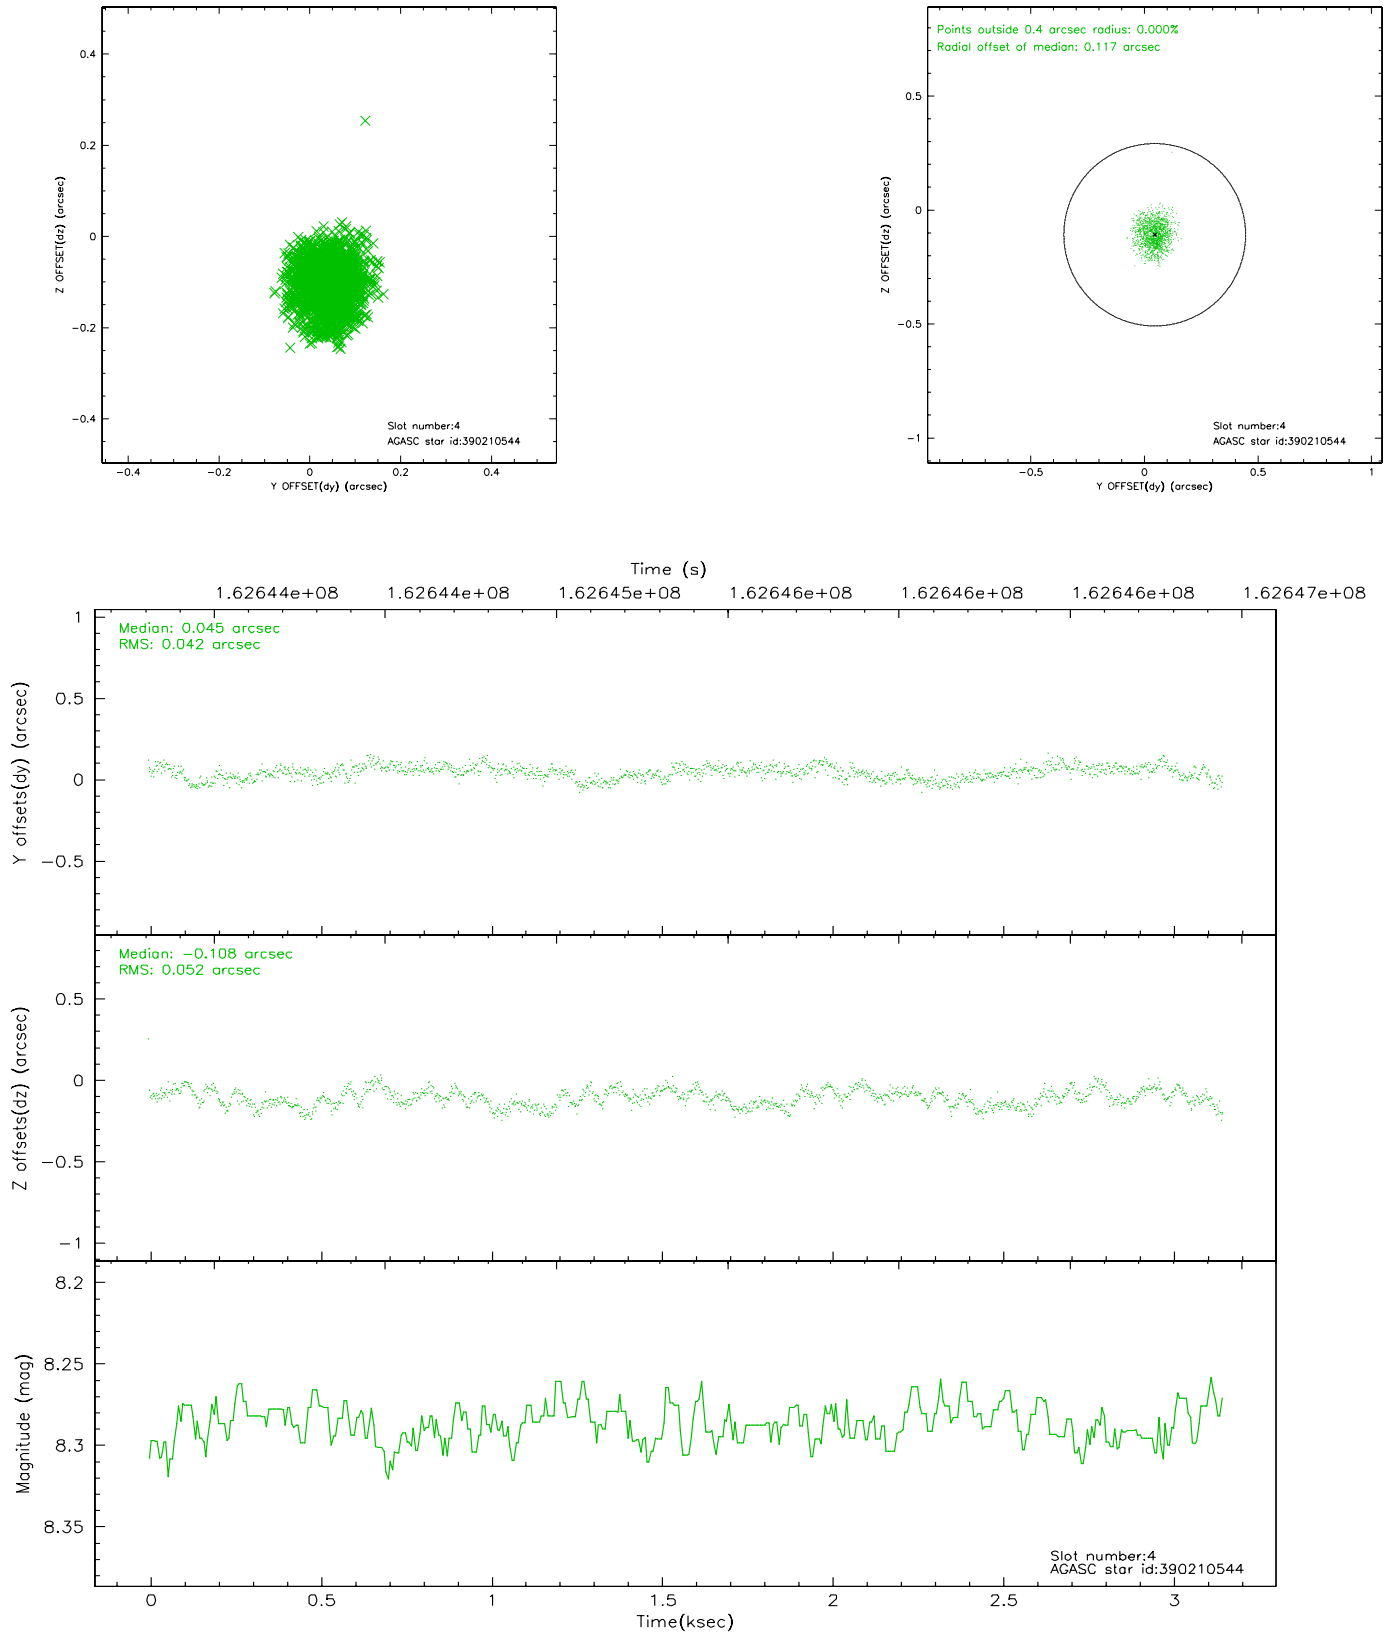 0.4
0.2
0
−0.2
−0.4
Z OFFSET(dz) (arcsec)
Slot number:4
AGASC star id:390210544
−0.4 −0.2 0 0.2 0.4
Y OFFSET(dy) (arcsec)
Points outside 0.4 arcsec radius: 0.000%
Radial offset of median: 0.117 arcsec
0.5
0
−0.5
−1
Z OFFSET(dz) (arcsec)
Slot number:4
AGASC star id:390210544
−0.5 0 0.5 1
Y OFFSET(dy) (arcsec)
Time (s)
1.62644e+08 1.62644e+08 1.62645e+08 1.62646e+08 1.62646e+08 1.62646e+08 1.62647e+08
Median: 0.045 arcsec
RMS: 0.042 arcsec
1
0.5
0
−0.5
Y offsets(dy) (arcsec)
Median: −0.108 arcsec
RMS: 0.052 arcsec
0.5
0
−0.5
−1
Z offsets(dz) (arcsec)
8.2
8.25
8.3
8.35
Magnitude (mag)
Slot number:4
AGASC star id:390210544
0 0.5 1 1.5 2 2.5 3
Time(ksec)